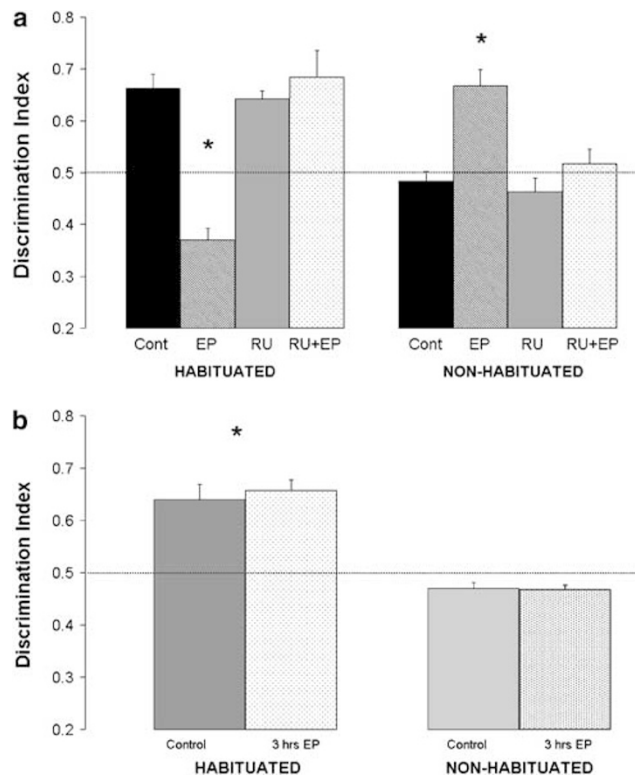 a
Discrimination Index
0.8
0.7
0.6
0.5
0.4
0.3
0.2
*
*
Cont EP RU RU+EP Cont EP RU RU+EP
HABITUATED NON-HABITUATED
b
Discrimination Index
0.8
0.7
0.6
0.5
0.4
0.3
0.2
*
Control 3 hrs EP Control 3 hrs EP
HABITUATED NON-HABITUATED